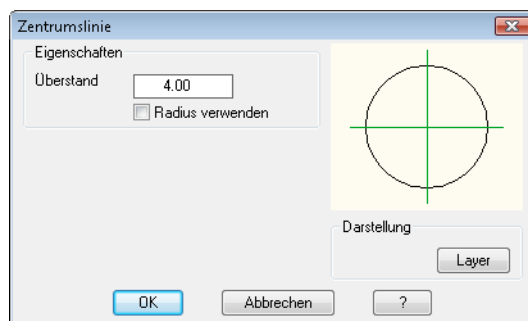 Zentrumslinie
Eigenschaften
Überstand 4.00
Radius verwenden
Darstellung
Layer
OK Abbrechen ?